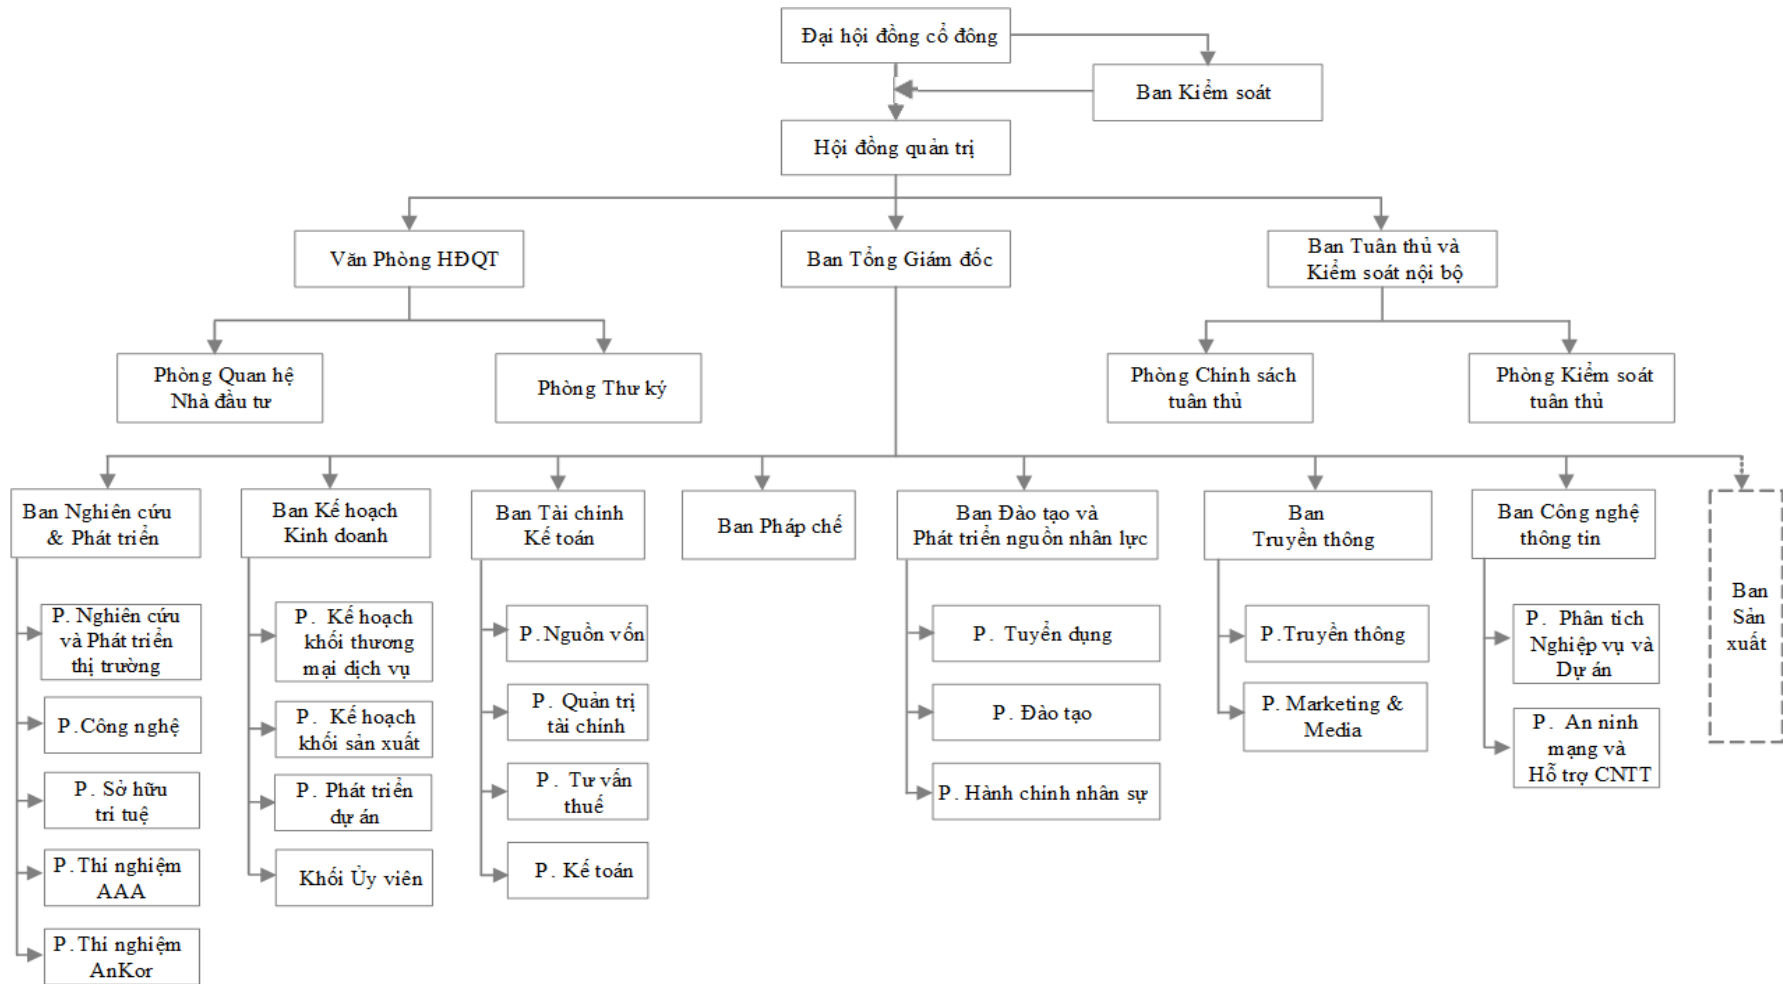 Đại hội đồng cổ đông
Ban Kiểm soát
Hội đồng quản trị
Văn Phòng HĐQT
Ban Tổng Giám đốc
Ban Tuân thủ và
Kiểm soát nội bộ
Phòng Quan hệ
Nhà đầu tư
Phòng Thư ký
Phòng Chính sách
tuân thủ
Phòng Kiểm soát
tuân thủ
Ban Nghiên cứu
& Phát triển
Ban Kế hoạch
Kinh doanh
Ban Tài chính
Kế toán
Ban Pháp chế
Ban Đào tạo và
Phát triển nguồn nhân lực
Ban
Truyền thông
Ban Công nghệ
thông tin
Ban
Sản
xuất
P. Nghiên cứu
và Phát triển
thị trường
P. Công nghệ
P. Sở hữu
trí tuệ
P. Thí nghiệm
AAA
P. Thí nghiệm
AnKor
P. Kế hoạch
khối thương
mại dịch vụ
P. Kế hoạch
khối sản xuất
P. Phát triển
dự án
Khối Ủy viên
P. Nguồn vốn
P. Quản trị
tài chính
P. Tư vấn
thuế
P. Kế toán
P. Tuyển dụng
P. Đào tạo
P. Hành chính nhân sự
P. Truyền thông
P. Marketing &
Media
P. Phân tích
Nghiệp vụ và
Dự án
P. An ninh
mạng và
Hỗ trợ CNTT